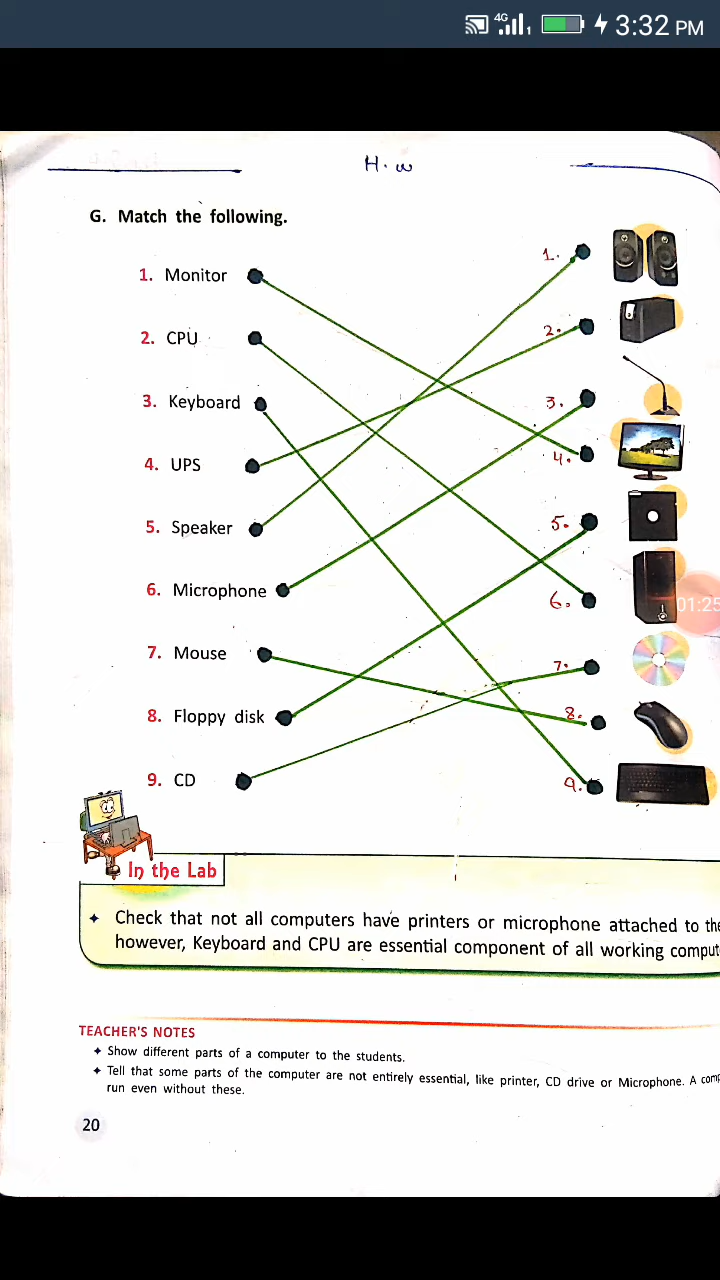 4G 1 3:32 PM
H.w
G. Match the following.
1. Monitor
2. CPU
3. Keyboard
4. UPS
5. Speaker
6. Microphone
7. Mouse
8. Floppy disk
9. CD
1.
2.
3.
4.
5.
6.
7.
8.
9.
01:25
In the Lab
Check that not all computers have printers or microphone attached to
however, Keyboard and CPU are essential component of all working
TEACHER'S NOTES
Show different parts of a computer to the students.
Tell that some parts of the computer are not entirely essential, like printer, CD drive or Microphone. A
run even without these.
20